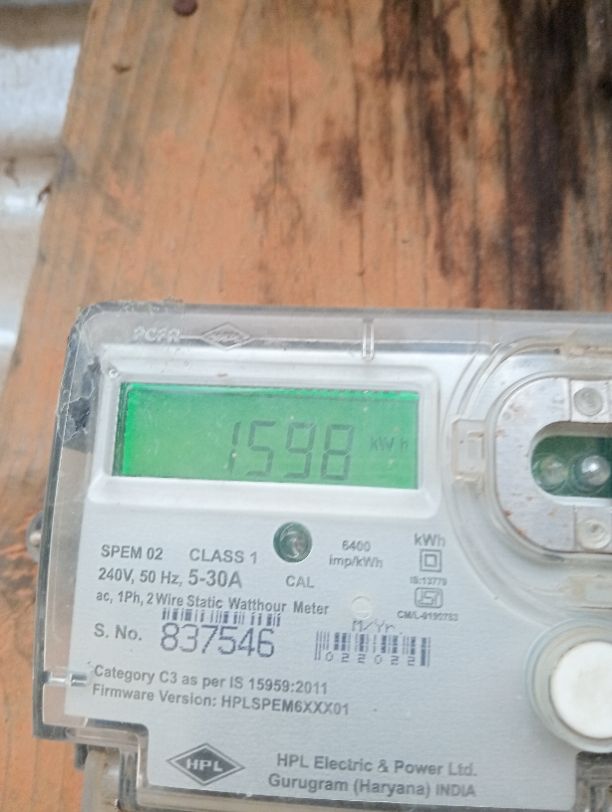 1598 kWh
SPEM 02 CLASS 1
240V, 50 Hz, 5-30A
CAL
6400
imp/kWh
kWh
IS:13779
ac, 1Ph, 2 Wire Static Watthour Meter
S. No. 837546
M/Yr.
022022
Category C3 as per IS 15959:2011
Firmware Version: HPLSPEM6XXX01
HPL
HPL Electric & Power Ltd.
Gurugram (Haryana) INDIA